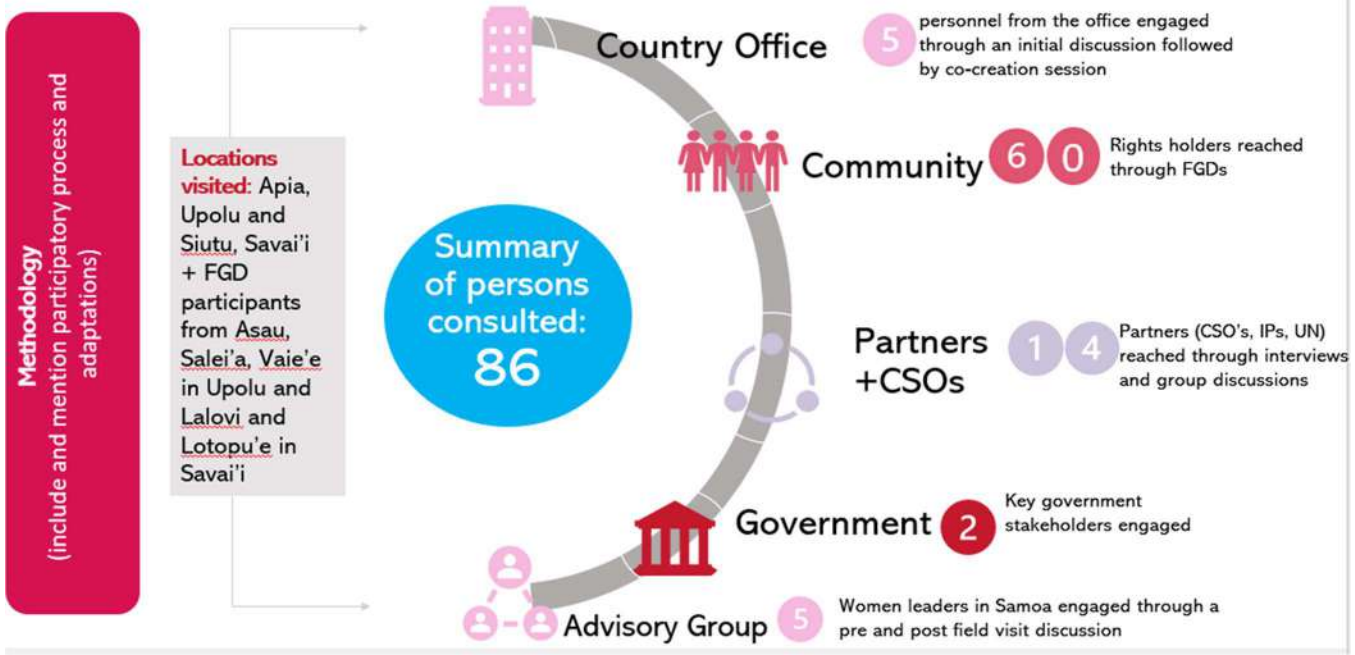 Methodology
(include and mention participatory process and
adaptations)
Locations
visited: Apia,
Upolu and
Siutu, Savai'i
+ FGD
participants
from Asau,
Salei'a, Vaie'e
in Upolu and
Lalovi and
Lotopu'e in
Savai'i
Summary
of persons
consulted:
86
Country Office
5
personnel from the office engaged
through an initial discussion followed
by co-creation session
Community
6 0
Rights holders reached
through FGDs
Partners
+CSOs
1 4
Partners (CSO's, IPs, UN)
reached through interviews
and group discussions
Government
2
Key government
stakeholders engaged
Advisory Group
5
Women leaders in Samoa engaged through a
pre and post field visit discussion